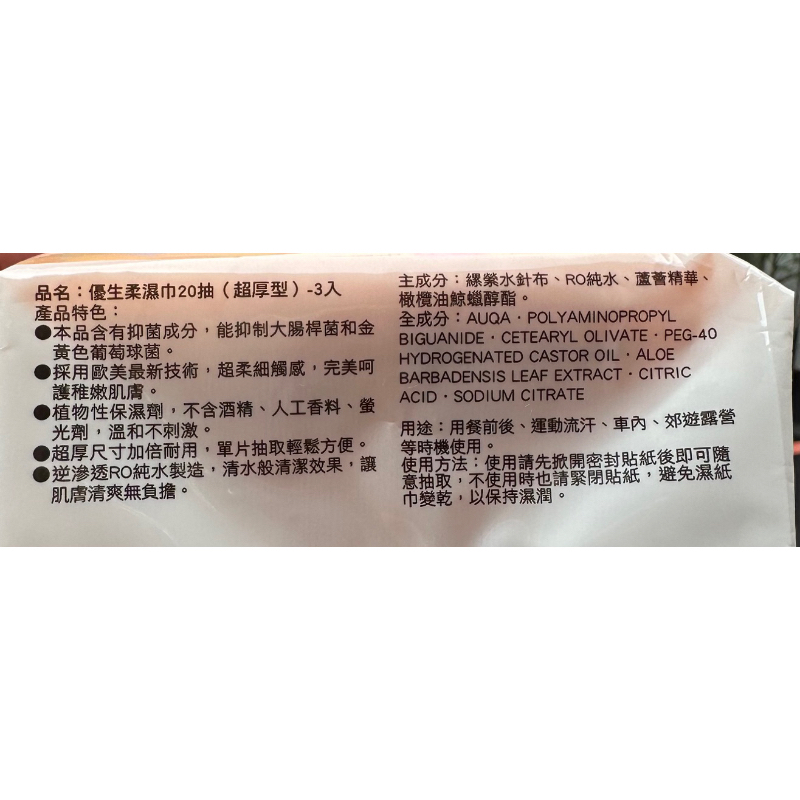 品名：優生柔濕巾20抽（超厚型）-3入
產品特色：
●本品含有抑菌成分，能抑制大腸桿菌和金
黃色葡萄球菌。
●採用歐美最新技術，超柔細觸感，完美呵
護稚嫩肌膚。
●植物性保濕劑，不含酒精、人工香料、螢
光劑，溫和不刺激。
●超厚尺寸加倍耐用，單片抽取輕鬆方便。
●逆滲透RO純水製造，清水般清潔效果，讓
肌膚清爽無負擔。
主成分：縲縈水針布、RO純水、蘆薈精華、
橄欖油鯨蠟醇酯。
全成分：AUQA · POLYAMINOPROPYL
BIGUANIDE · CETEARYL OLIVATE · PEG-40
HYDROGENATED CASTOR OIL · ALOE
BARBADENSIS LEAF EXTRACT · CITRIC
ACID · SODIUM CITRATE
用途：用餐前後、運動流汗、車內、郊遊露營
等時機使用。
使用方法：使用請先掀開密封貼紙後即可隨
意抽取，不使用時也請緊閉貼紙，避免濕紙
巾變乾，以保持濕潤。